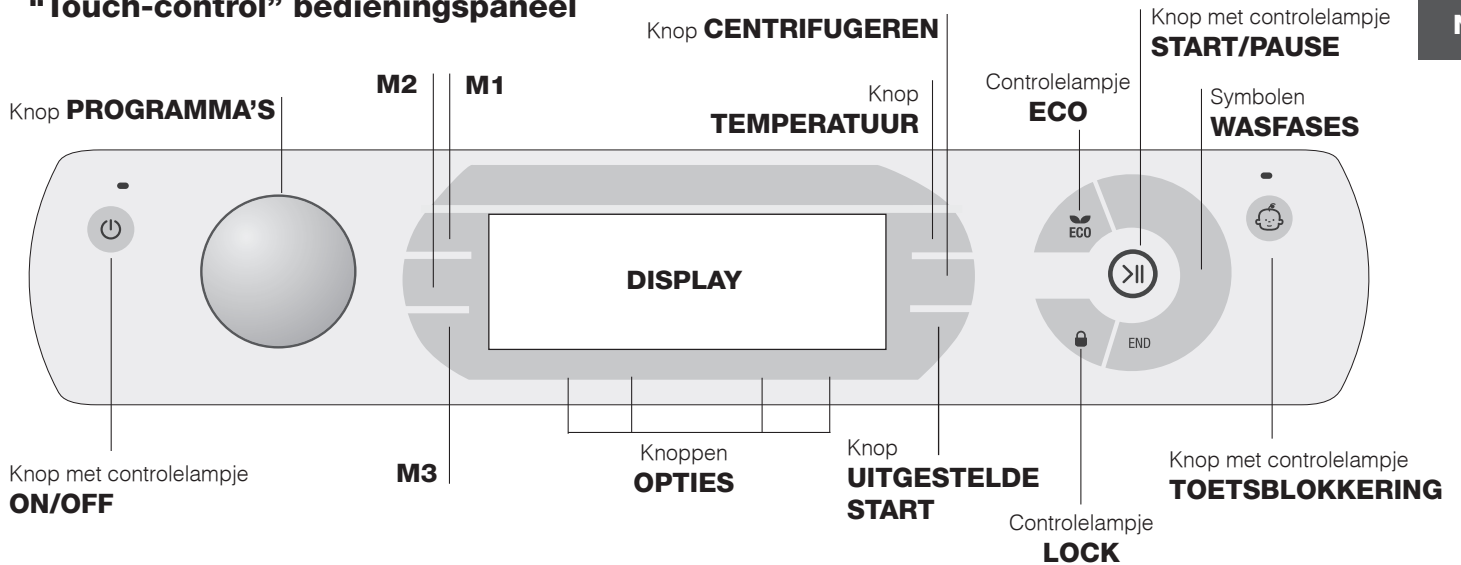 "Touch-control" bedieningspaneel
Knop CENTRIFUGEREN
Knop met controlelampje
START/PAUSE
N
M2
M1
Knop PROGRAMMA'S
Knop
TEMPERATUUR
Controlelampje
ECO
Symbolen
WASFASES
ECO
DISPLAY
END
Knop met controlelampje
ON/OFF
M3
Knoppen
OPTIES
Knop
UITGESTELDE
START
Controlelampje
LOCK
Knop met controlelampje
TOETSBLOKKERING